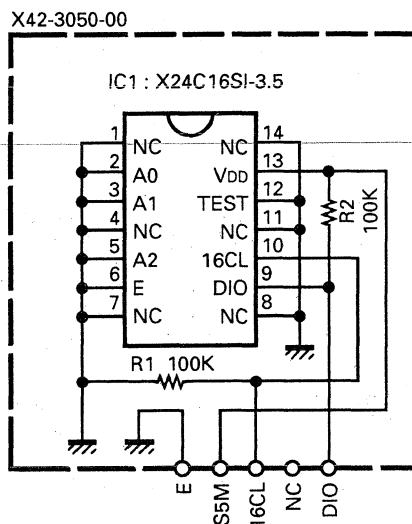 X42-3050-00
IC1 : X24C16SI-3.5
1 NC NC 14
2 A0 VDD 13
3 A1 TEST 12
4 NC NC 11
5 A2 16CL 10
6 E DIO 9
7 NC NC 8
R2
100K
R1 100K
E
S5M
16CL
NC
DIO